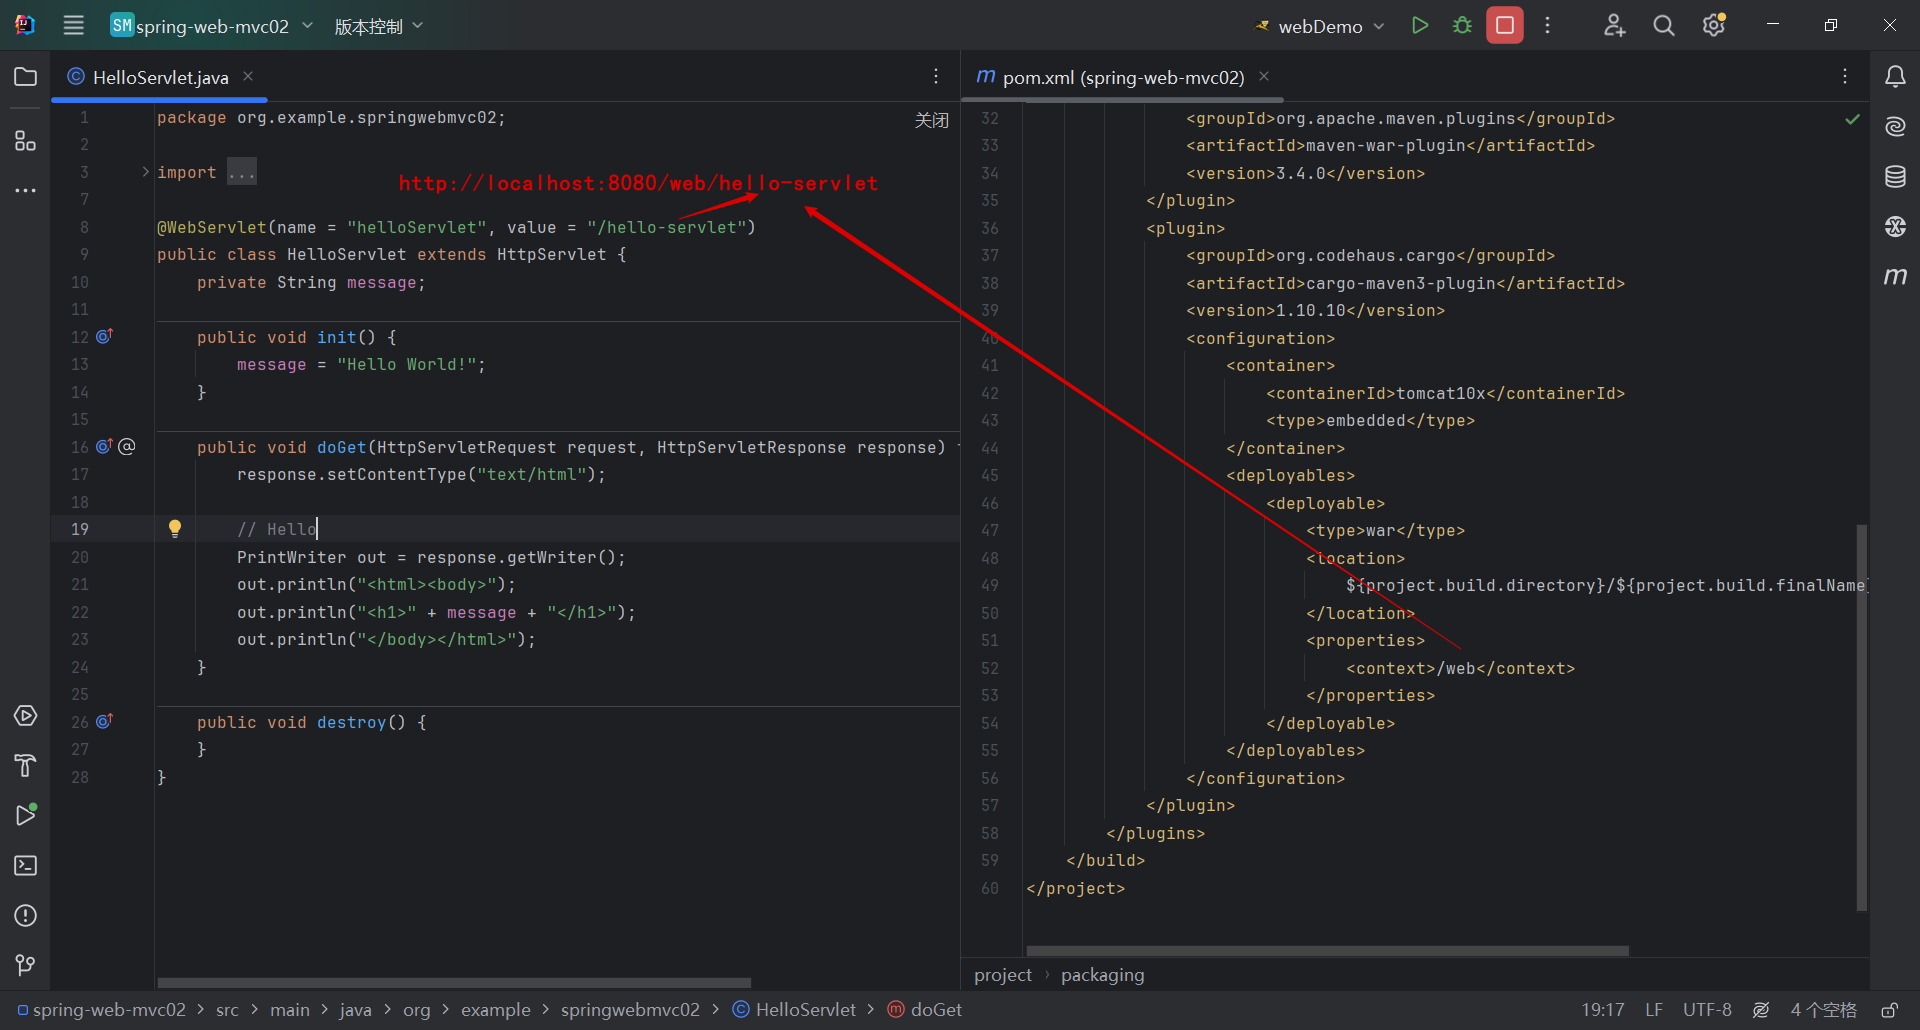 SM spring-web-mvc02 版本控制 webDemo
HelloServlet.java
1 package org.example.springwebmvc02; 关闭
2
3 import ...
7
8 @WebServlet(name = "helloServlet", value = "/hello-servlet")
http://localhost:8080/web/hello-servlet
9 public class HelloServlet extends HttpServlet {
10 private String message;
11
12 public void init() {
13 message = "Hello World!";
14 }
15
16 public void doGet(HttpServletRequest request, HttpServletResponse response)
17 response.setContentType("text/html");
18
19 // Hello
20 PrintWriter out = response.getWriter();
21 out.println("<html><body>");
22 out.println("<h1>" + message + "</h1>");
23 out.println("</body></html>");
24 }
25
26 public void destroy() {
27 }
28 }
m pom.xml (spring-web-mvc02)
32 <groupId>org.apache.maven.plugins</groupId>
33 <artifactId>maven-war-plugin</artifactId>
34 <version>3.4.0</version>
35 </plugin>
36 <plugin>
37 <groupId>org.codehaus.cargo</groupId>
38 <artifactId>cargo-maven3-plugin</artifactId>
39 <version>1.10.10</version>
40 <configuration>
41 <container>
42 <containerId>tomcat10x</containerId>
43 <type>embedded</type>
44 </container>
45 <deployables>
46 <deployable>
47 <type>war</type>
48 <location>
49 ${project.build.directory}/${project.build.finalName}
50 </location>
51 <properties>
52 <context>/web</context>
53 </properties>
54 </deployable>
55 </deployables>
56 </configuration>
57 </plugin>
58 </plugins>
59 </build>
60 </project>
project › packaging
spring-web-mvc02 > src > main > java > org > example > springwebmvc02 > HelloServlet > doGet
19:17 LF UTF-8 4 个空格